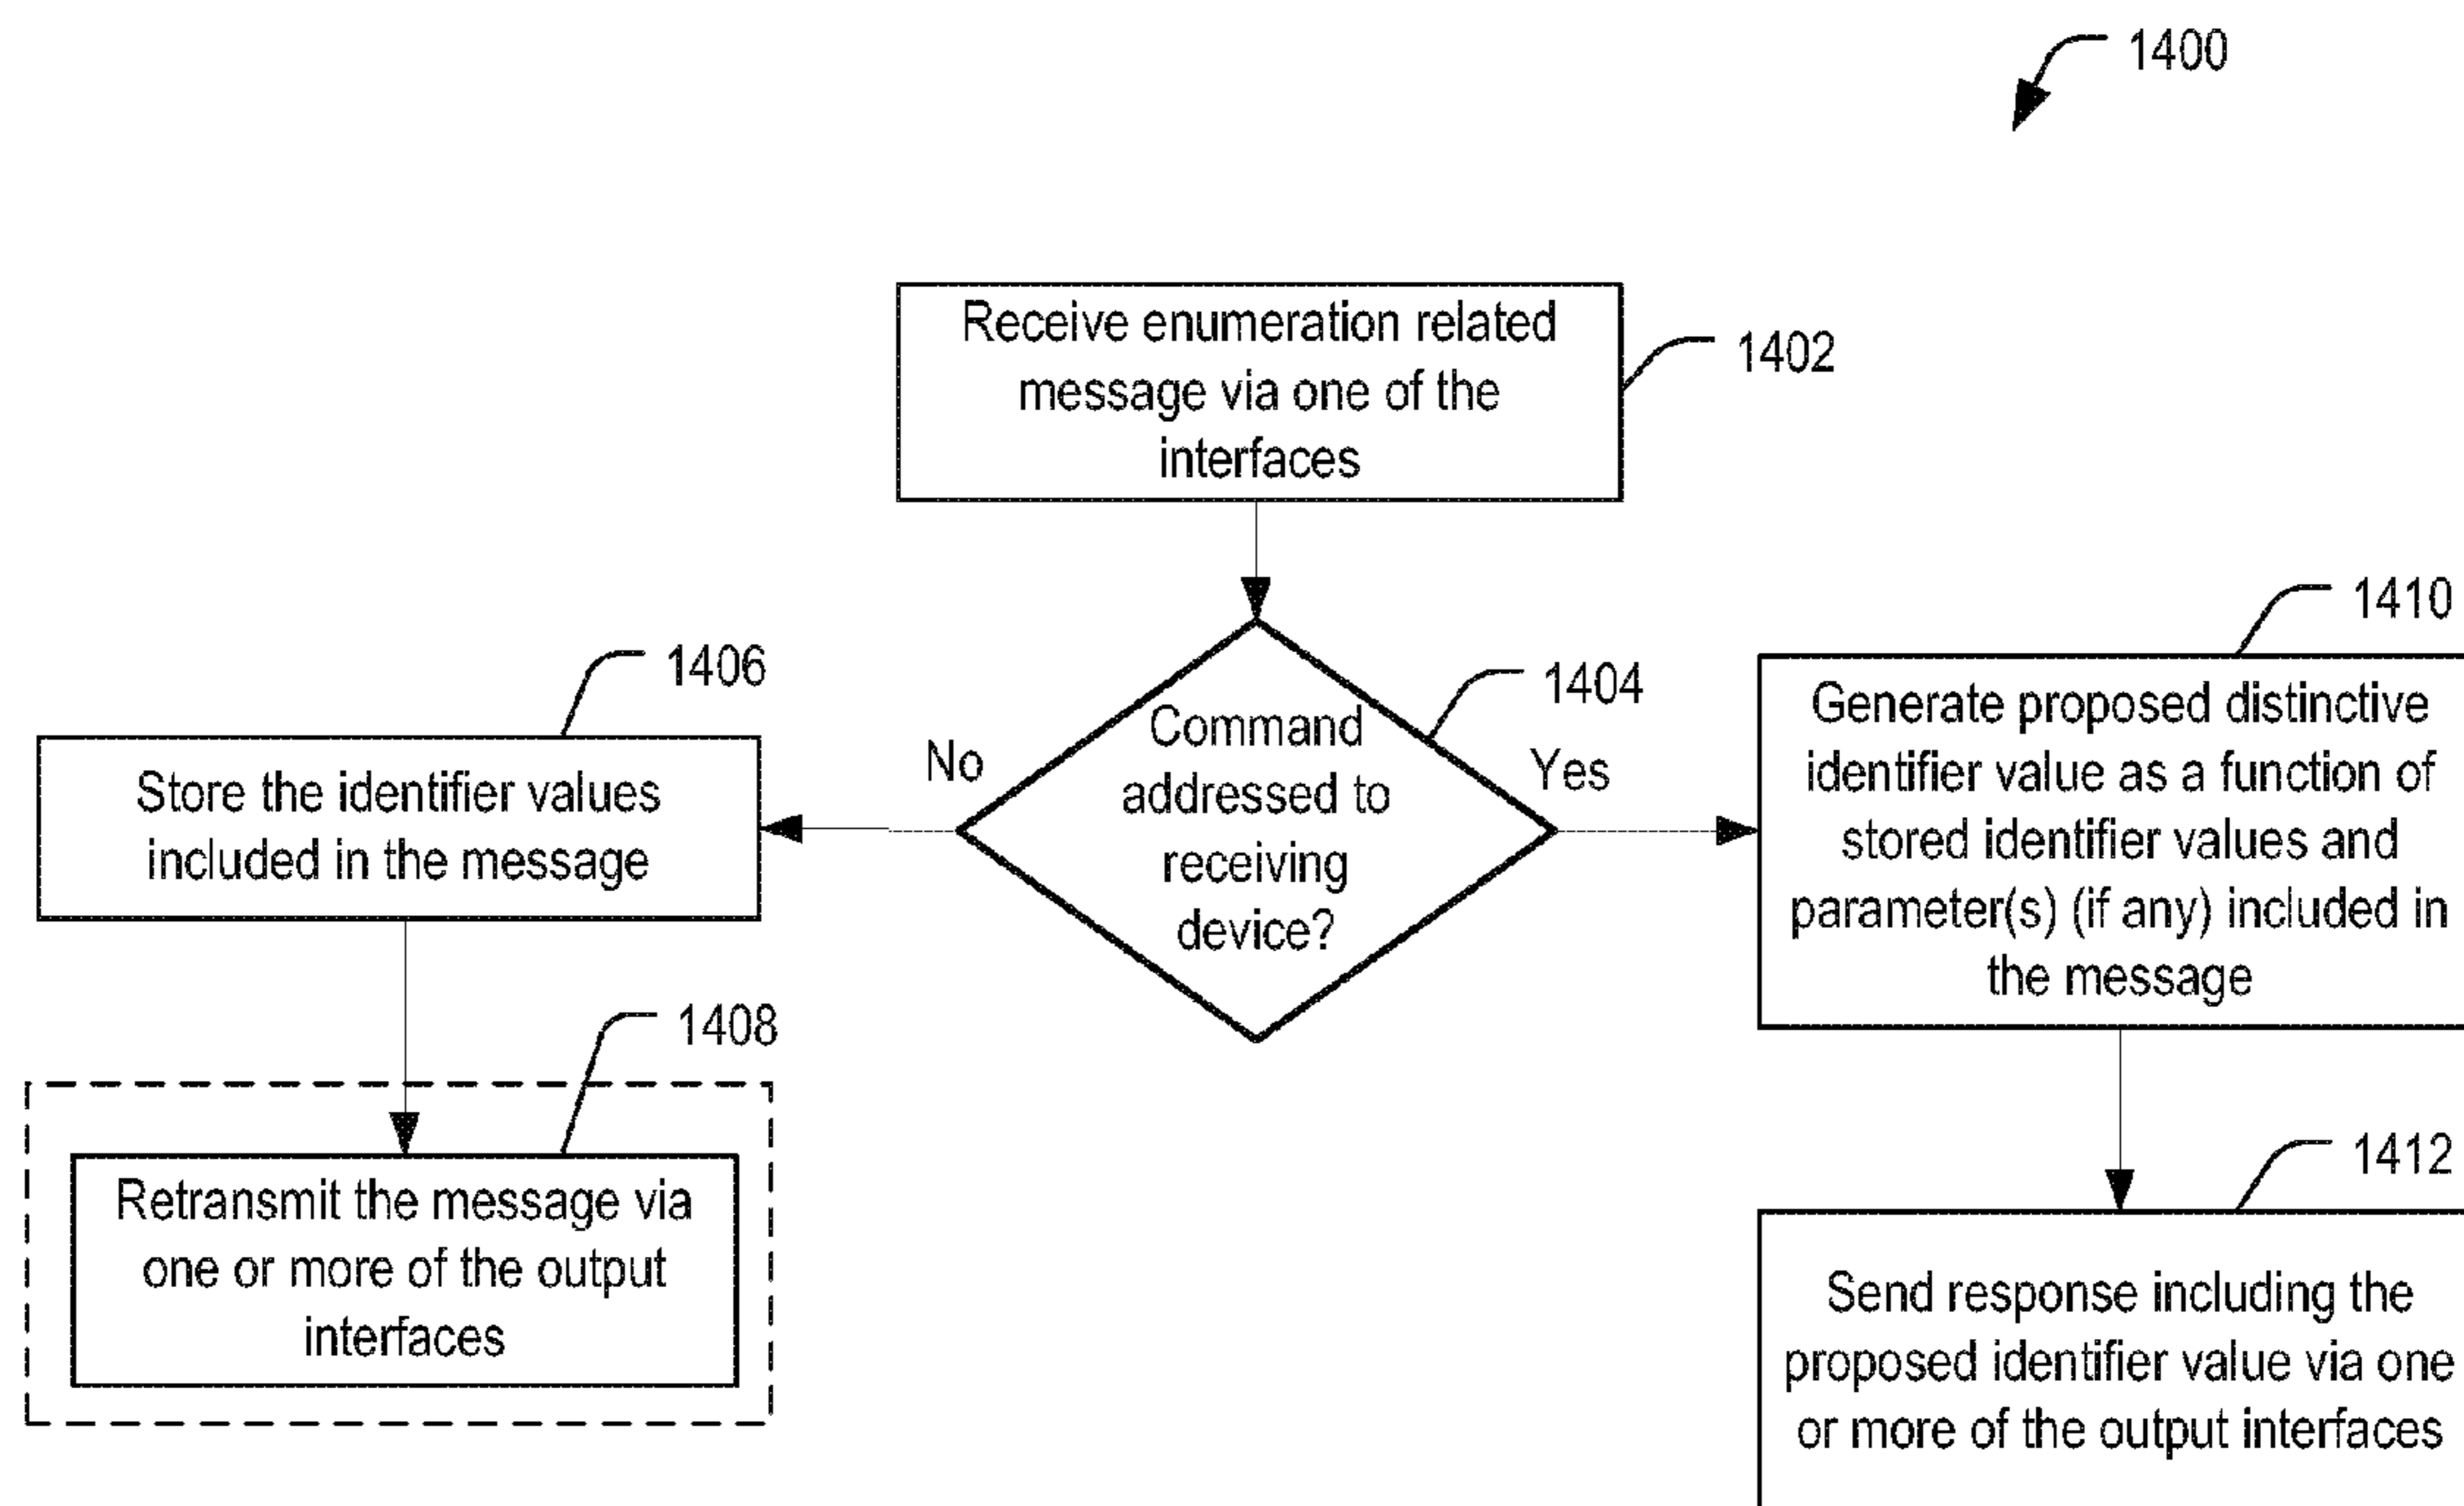 1400
Receive enumeration related
message via one of the
interfaces
1402
Command
addressed to
receiving
device?
1404
No
Yes
1406
Store the identifier values
included in the message
1408
Retransmit the message via
one or more of the output
interfaces
1410
Generate proposed distinctive
identifier value as a function of
stored identifier values and
parameter(s) (if any) included in
the message
1412
Send response including the
proposed identifier value via one
or more of the output interfaces